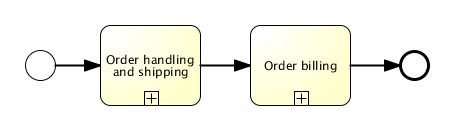 Order handling
and shipping
Order billing